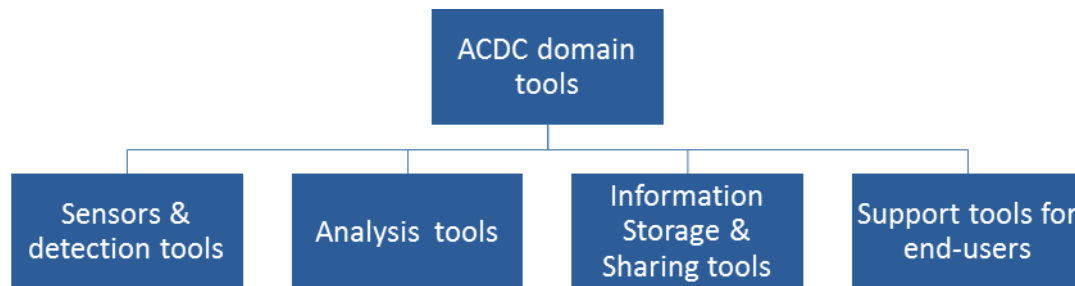 ACDC domain
tools
Sensors &
detection tools
Analysis tools
Information
Storage &
Sharing tools
Support tools for
end-users